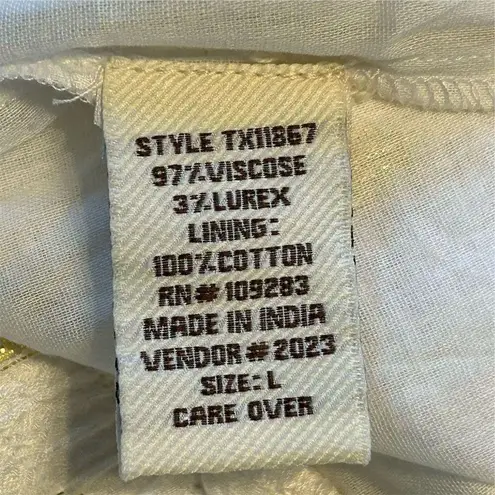 STYLE TX11867
97%VISCOSE
3%LUREX
LINING:
100%COTTON
RN# 109283
MADE IN INDIA
VENDOR# 2023
SIZE: L
CARE OVER